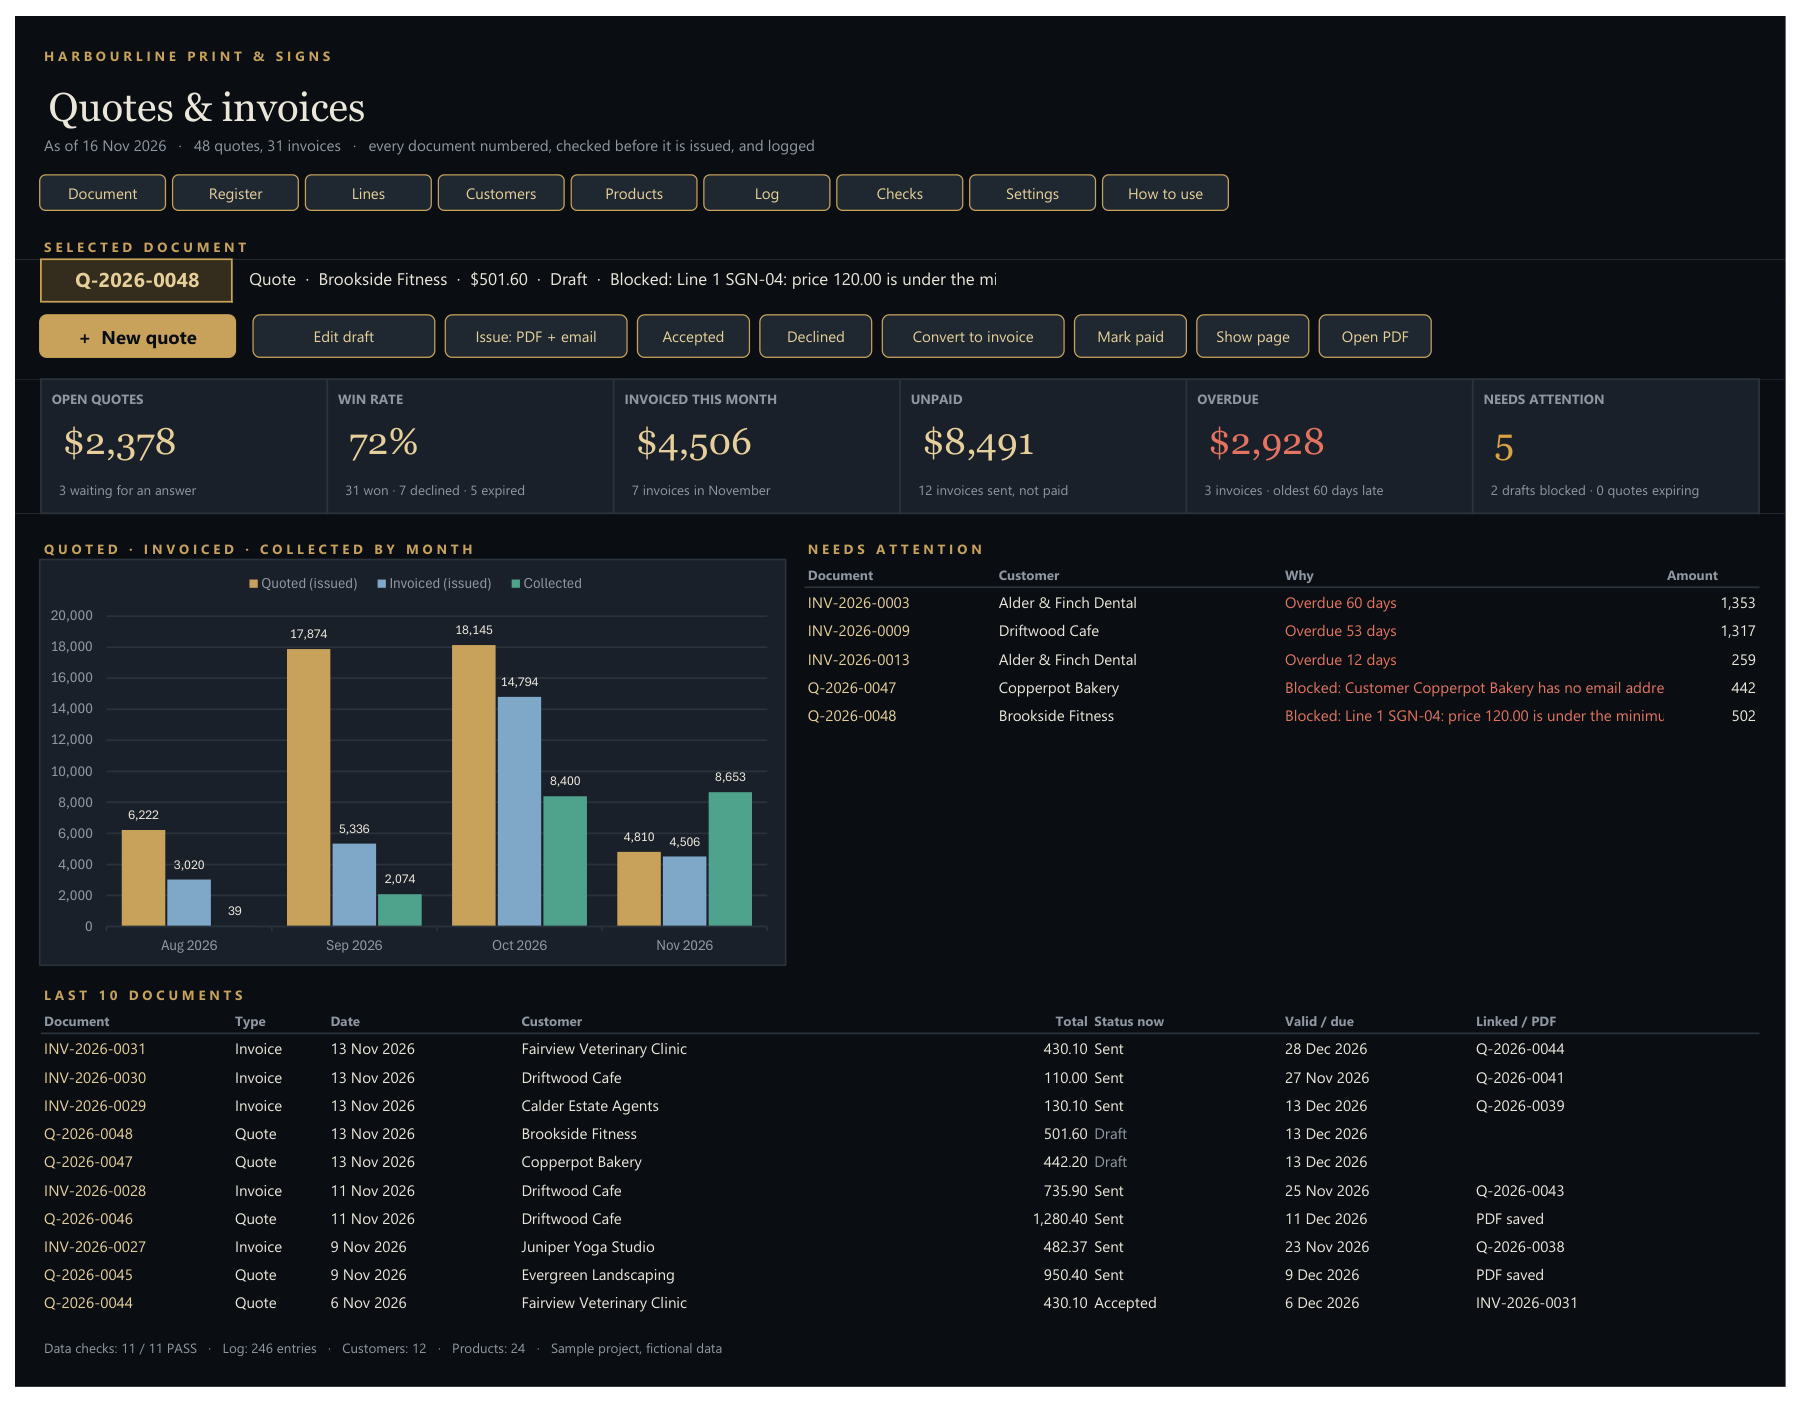 HARBOURLINE PRINT & SIGNS
Quotes & invoices
As of 16 Nov 2026 · 48 quotes, 31 invoices · every document numbered, checked before it is issued, and logged
Document Register Lines Customers Products Log Checks Settings How to use
SELECTED DOCUMENT
Q-2026-0048 Quote · Brookside Fitness · $501.60 · Draft · Blocked: Line 1 SGN-04: price 120.00 is under the mi
+ New quote Edit draft Issue: PDF + email Accepted Declined Convert to invoice Mark paid Show page Open PDF
OPEN QUOTES WIN RATE INVOICED THIS MONTH UNPAID OVERDUE NEEDS ATTENTION
$2,378 72% $4,506 $8,491 $2,928 5
3 waiting for an answer 31 won · 7 declined · 5 expired 7 invoices in November 12 invoices sent, not paid 3 invoices · oldest 60 days late 2 drafts blocked · 0 quotes expiring
QUOTED · INVOICED · COLLECTED BY MONTH
Quoted (issued) Invoiced (issued) Collected
20,000
18,000
16,000
14,000
12,000
10,000
8,000
6,000
4,000
2,000
0
6,222 3,020 39
17,874 5,336 2,074
18,145 14,794 8,400
4,810 4,506 8,653
Aug 2026 Sep 2026 Oct 2026 Nov 2026
NEEDS ATTENTION
Document Customer Why Amount
INV-2026-0003 Alder & Finch Dental Overdue 60 days 1,353
INV-2026-0009 Driftwood Cafe Overdue 53 days 1,317
INV-2026-0013 Alder & Finch Dental Overdue 12 days 259
Q-2026-0047 Copperpot Bakery Blocked: Customer Copperpot Bakery has no email addre 442
Q-2026-0048 Brookside Fitness Blocked: Line 1 SGN-04: price 120.00 is under the minimu 502
LAST 10 DOCUMENTS
Document Type Date Customer Total Status now Valid / due Linked / PDF
INV-2026-0031 Invoice 13 Nov 2026 Fairview Veterinary Clinic 430.10 Sent 28 Dec 2026 Q-2026-0044
INV-2026-0030 Invoice 13 Nov 2026 Driftwood Cafe 110.00 Sent 27 Nov 2026 Q-2026-0041
INV-2026-0029 Invoice 13 Nov 2026 Calder Estate Agents 130.10 Sent 13 Dec 2026 Q-2026-0039
Q-2026-0048 Quote 13 Nov 2026 Brookside Fitness 501.60 Draft 13 Dec 2026
Q-2026-0047 Quote 13 Nov 2026 Copperpot Bakery 442.20 Draft 13 Dec 2026
INV-2026-0028 Invoice 11 Nov 2026 Driftwood Cafe 735.90 Sent 25 Nov 2026 Q-2026-0043
Q-2026-0046 Quote 11 Nov 2026 Driftwood Cafe 1,280.40 Sent 11 Dec 2026 PDF saved
INV-2026-0027 Invoice 9 Nov 2026 Juniper Yoga Studio 482.37 Sent 23 Nov 2026 Q-2026-0038
Q-2026-0045 Quote 9 Nov 2026 Evergreen Landscaping 950.40 Sent 9 Dec 2026 PDF saved
Q-2026-0044 Quote 6 Nov 2026 Fairview Veterinary Clinic 430.10 Accepted 6 Dec 2026 INV-2026-0031
Data checks: 11 / 11 PASS · Log: 246 entries · Customers: 12 · Products: 24 · Sample project, fictional data